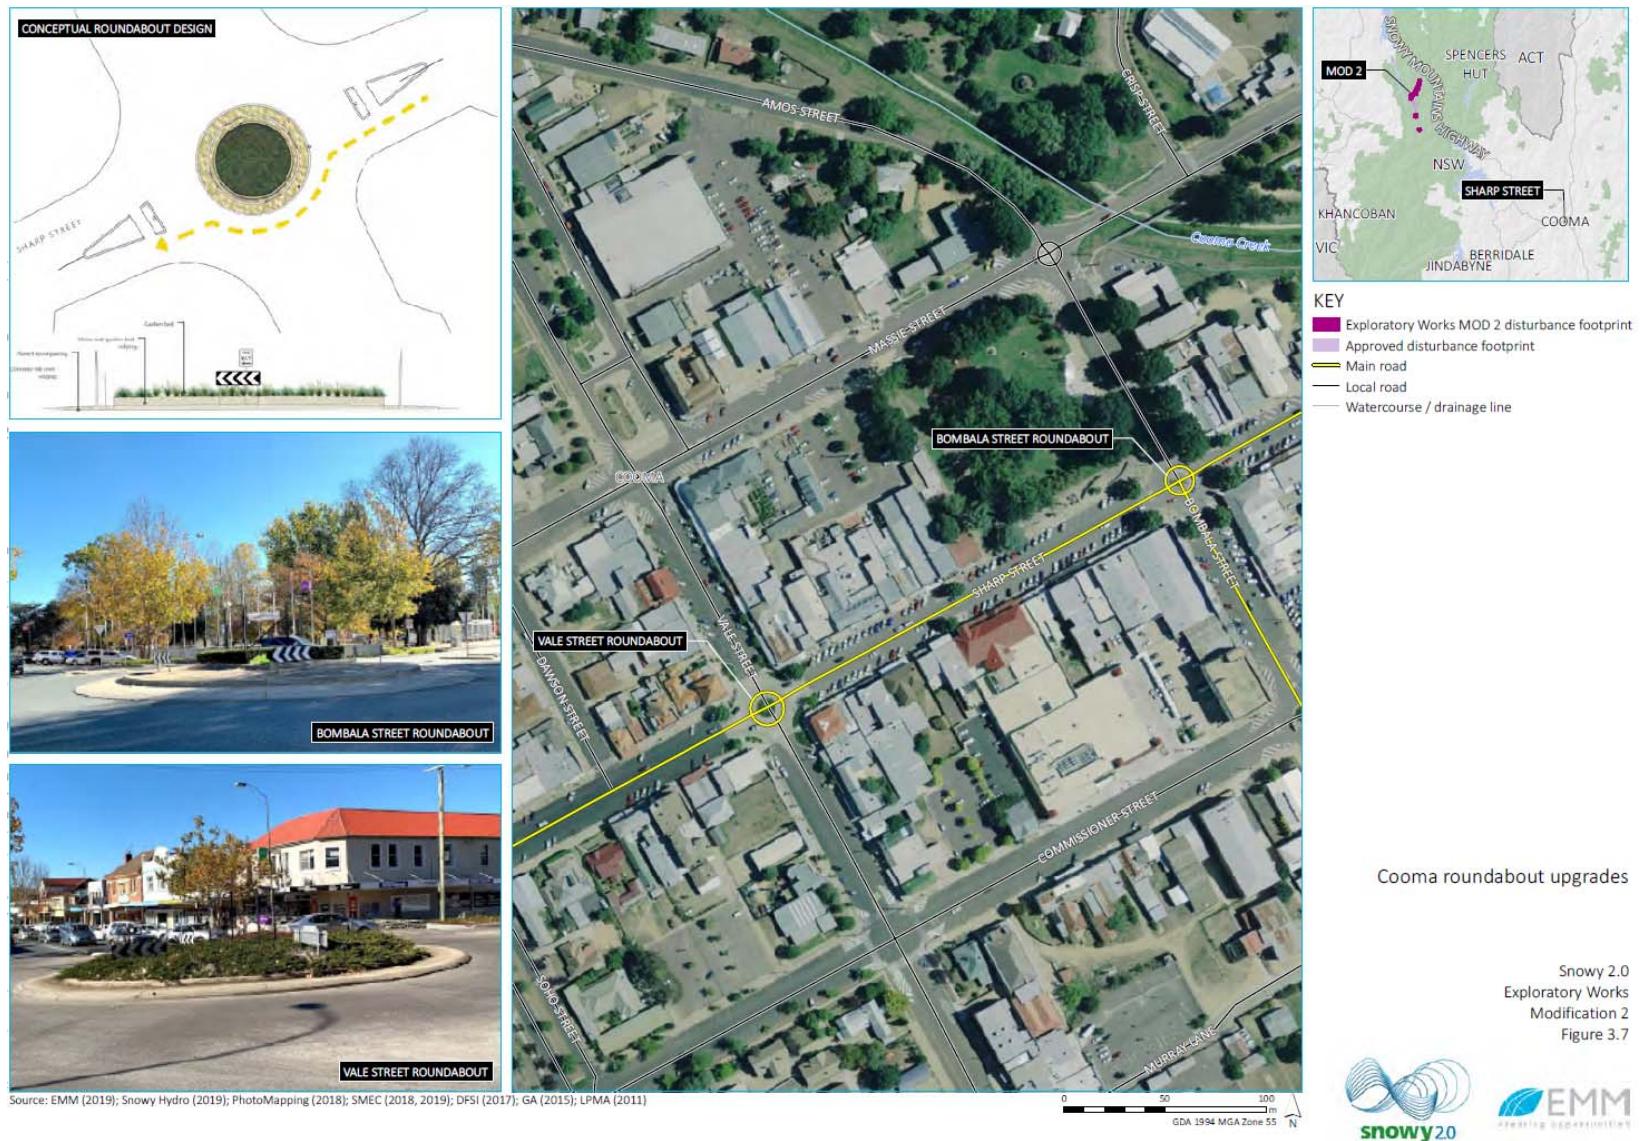 CONCEPTUAL ROUNDABOUT DESIGN
SHARP STREET
Garden bed
BOMBALA STREET ROUNDABOUT
VALE STREET ROUNDABOUT
AMOS STREET
CRISP STREET
Cooma Creek
MASSIE STREET
BOMBALA STREET ROUNDABOUT
COOMA
BOMBALA STREET
SHARP STREET
VALE STREET
VALE STREET ROUNDABOUT
DAWSON STREET
COMMISSIONER STREET
SOHO STREET
MURRAY LANE
SNOWY MOUNTAINS HIGHWAY
SPENCERS
HUT
ACT
MOD 2
NSW
SHARP STREET
KHANCOBAN
COOMA
VIC
BERRIDALE
JINDABYNE
KEY
Exploratory Works MOD 2 disturbance footprint
Approved disturbance footprint
Main road
Local road
Watercourse / drainage line
Cooma roundabout upgrades
Snowy 2.0
Exploratory Works
Modification 2
Figure 3.7
snowy2.0
EMM
creating opportunities
Source: EMM (2019); Snowy Hydro (2019); PhotoMapping (2018); SMEC (2018, 2019); DFSI (2017); GA (2015); LPMA (2011)
0 50 100
m
GDA 1994 MGA Zone 55
N